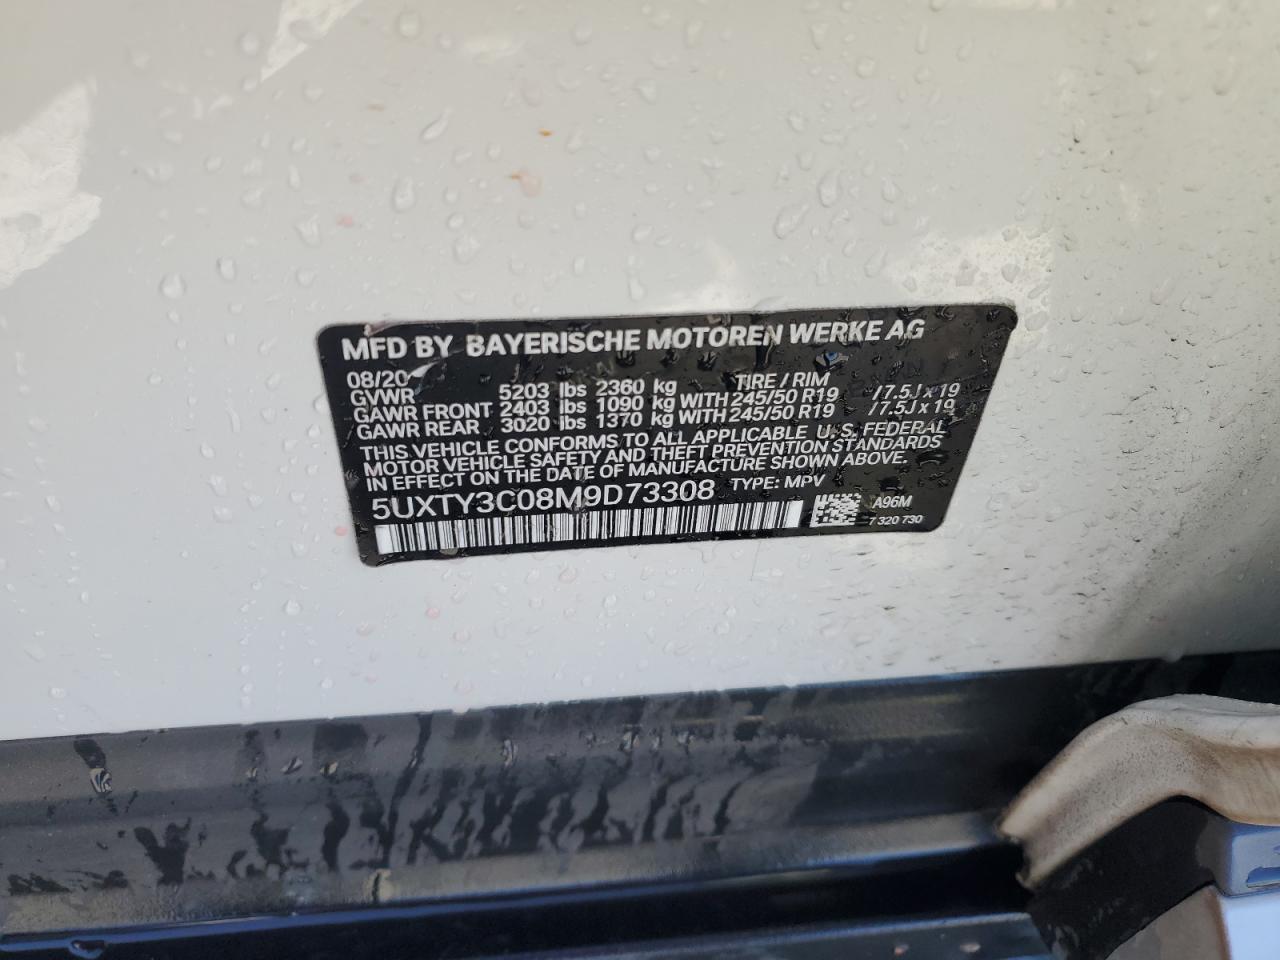 MFD BY BAYERISCHE MOTOREN WERKE AG
08/20
GVWR 5203 lbs 2360 kg TIRE / RIM
GAWR FRONT 2403 lbs 1090 kg WITH 245/50 R19 / 7.5J x 19
GAWR REAR 3020 lbs 1370 kg WITH 245/50 R19 / 7.5J x 19
THIS VEHICLE CONFORMS TO ALL APPLICABLE U.S. FEDERAL
MOTOR VEHICLE SAFETY AND THEFT PREVENTION STANDARDS
IN EFFECT ON THE DATE OF MANUFACTURE SHOWN ABOVE.
5UXTY3C08M9D73308 TYPE: MPV
A96M
7 320 730